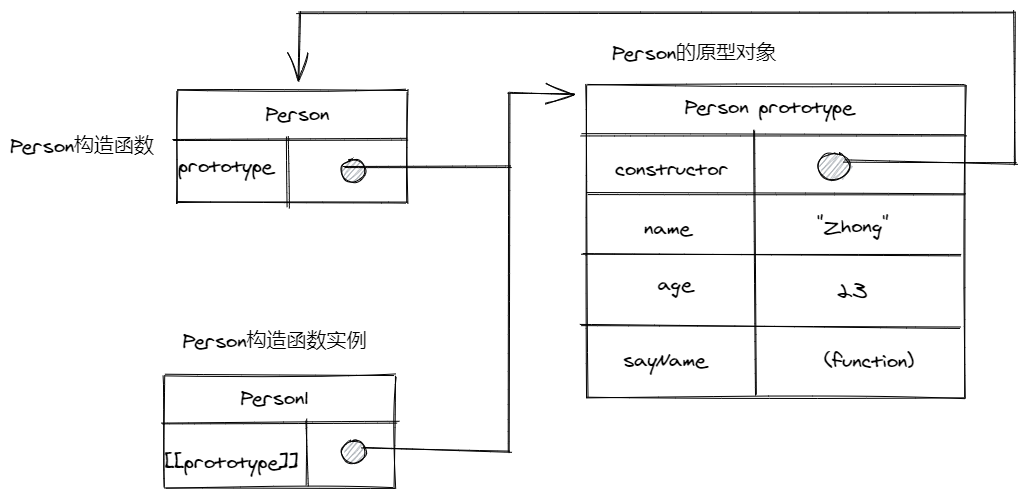 Person的原型对象
Person
Person prototype
Person构造函数
prototype
constructor
name
"Zhong"
age
23
Person构造函数实例
sayName
(function)
Person1
[[prototype]]